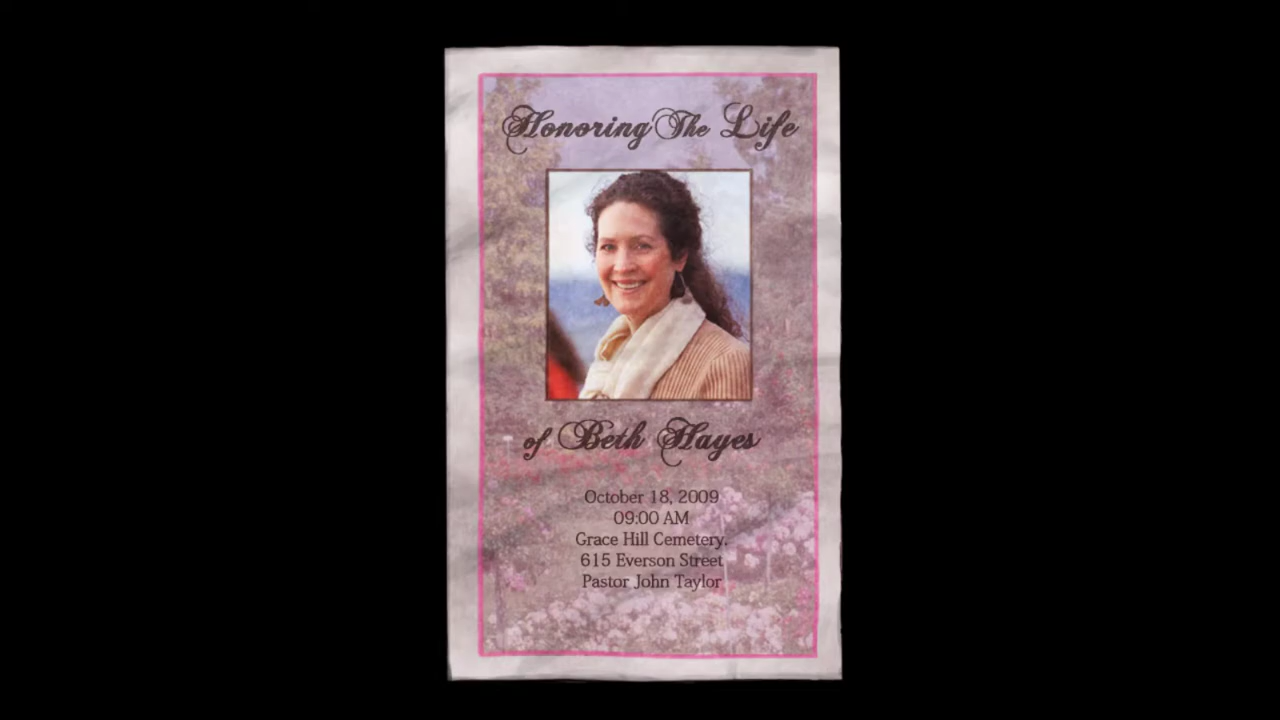 Honoring The Life
of Beth Hayes
October 18, 2009
09:00 AM
Grace Hill Cemetery,
615 Everson Street
Pastor John Taylor